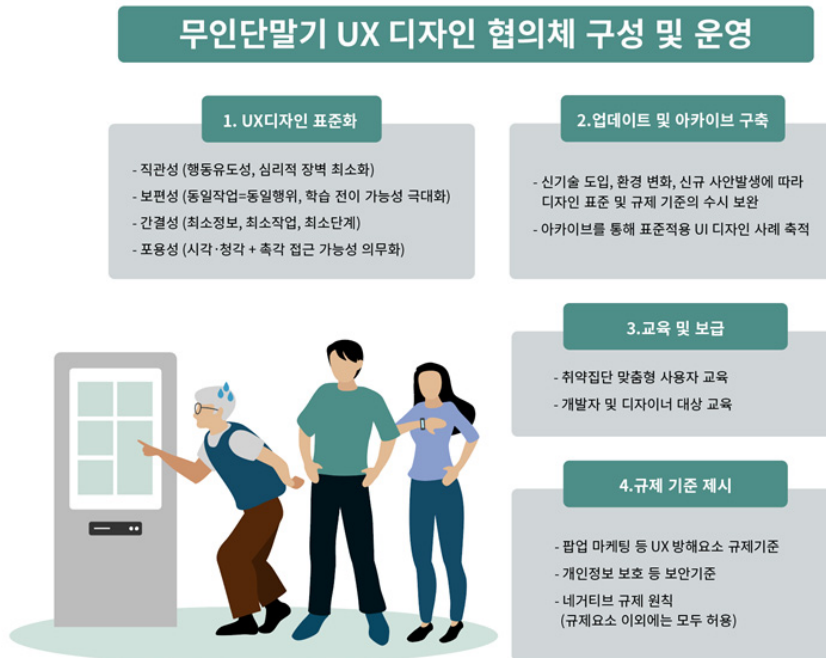 무인단말기 UX 디자인 협의체 구성 및 운영
1. UX디자인 표준화
- 직관성 (행동유도성, 심리적 장벽 최소화)
- 보편성 (동일작업=동일행위, 학습 전이 가능성 극대화)
- 간결성 (최소정보, 최소작업, 최소단계)
- 포용성 (시각·청각 + 촉각 접근 가능성 의무화)
2.업데이트 및 아카이브 구축
- 신기술 도입, 환경 변화, 신규 사안발생에 따라
디자인 표준 및 규제 기준의 수시 보완
- 아카이브를 통해 표준적용 UI 디자인 사례 축적
3.교육 및 보급
- 취약집단 맞춤형 사용자 교육
- 개발자 및 디자이너 대상 교육
4.규제 기준 제시
- 팝업 마케팅 등 UX 방해요소 규제기준
- 개인정보 보호 등 보안기준
- 네거티브 규제 원칙
(규제요소 이외에는 모두 허용)